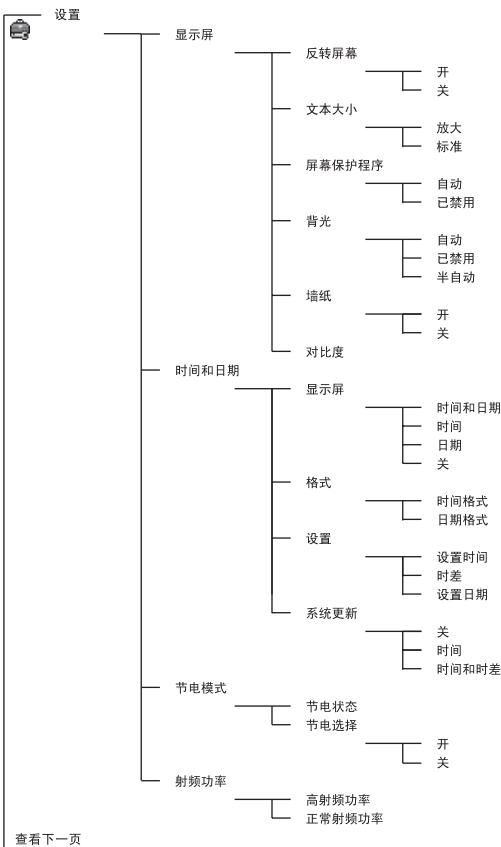 设置
显示屏
反转屏幕
开
关
文本大小
放大
标准
屏幕保护程序
自动
已禁用
背光
自动
已禁用
半自动
墙纸
开
关
对比度
时间和日期
显示屏
时间和日期
时间
日期
关
格式
时间格式
日期格式
设置
设置时间
时差
设置日期
系统更新
关
时间
时间和时差
节电模式
节电状态
节电选择
开
关
射频功率
高射频功率
正常射频功率
查看下一页